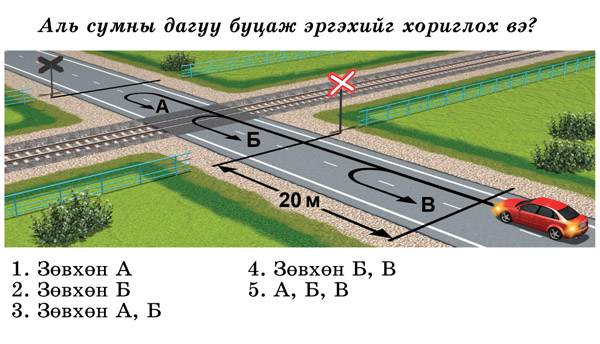 Аль сумны дагуу буцаж эргэхийг хориглох вэ?
А
Б
20 м
В
1. Зөвхөн А
2. Зөвхөн Б
3. Зөвхөн А, Б
4. Зөвхөн Б, В
5. А, Б, В